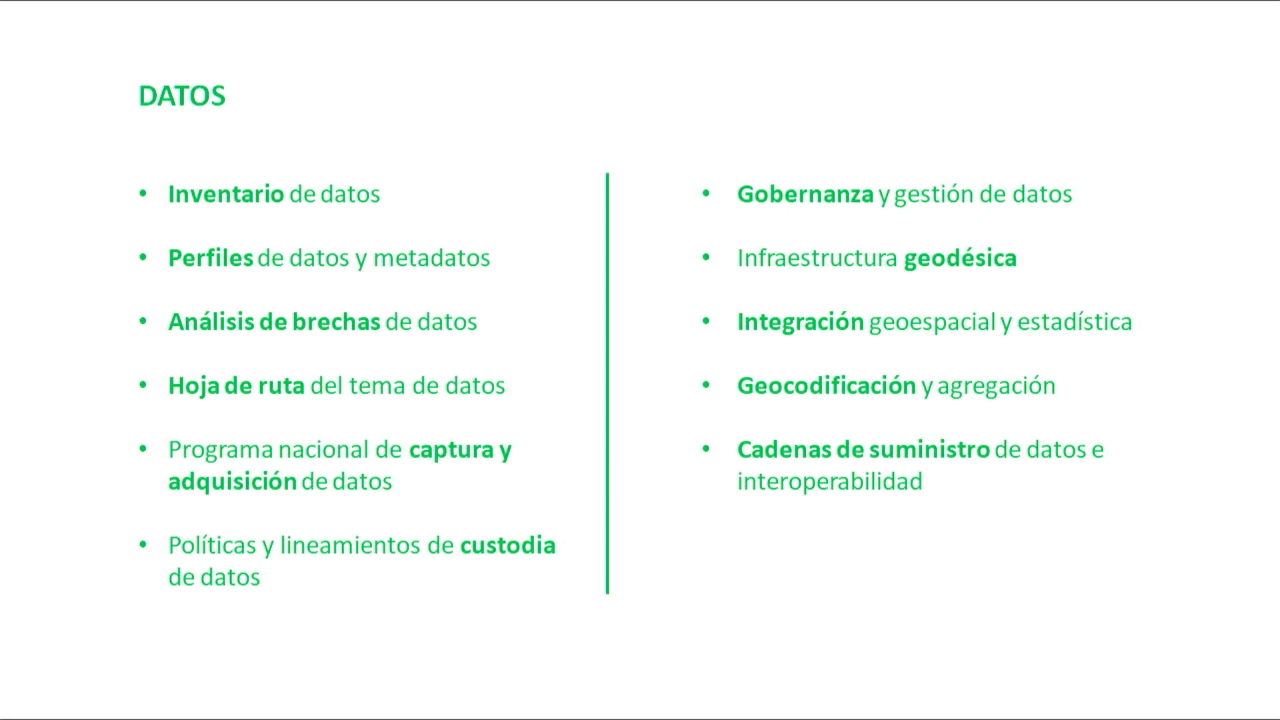 DATOS
• Inventario de datos
• Perfiles de datos y metadatos
• Análisis de brechas de datos
• Hoja de ruta del tema de datos
• Programa nacional de captura y
adquisición de datos
• Políticas y lineamientos de custodia
de datos
• Gobernanza y gestión de datos
• Infraestructura geodésica
• Integración geoespacial y estadística
• Geocodificación y agregación
• Cadenas de suministro de datos e
interoperabilidad